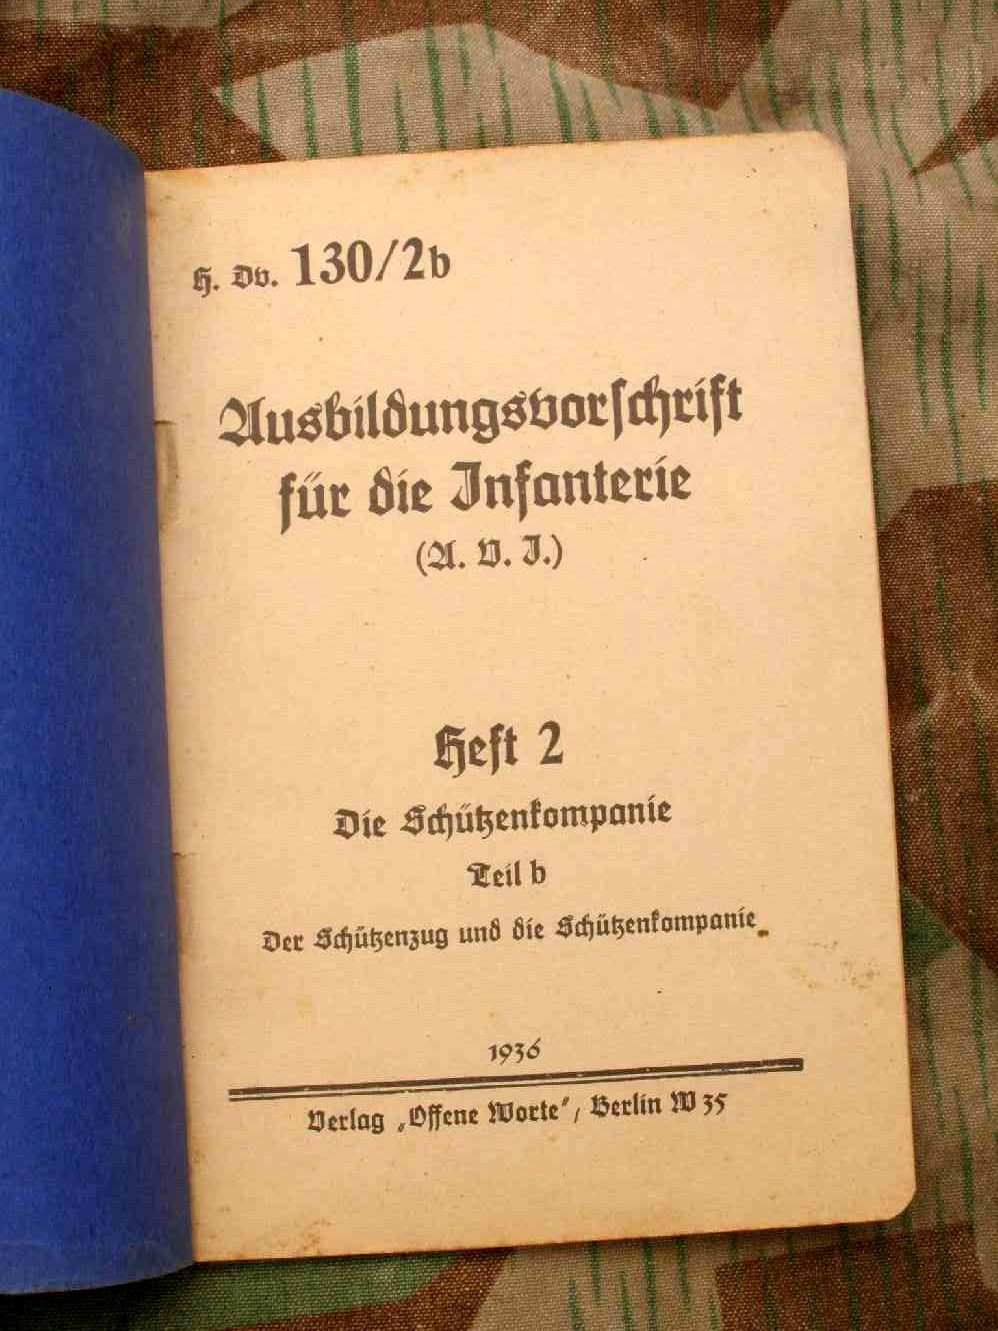 H. Dv. 130/2b
Ausbildungsvorschrift
für die Infanterie
(A. V. I.)
Heft 2
Die Schützenkompanie
Teil b
Der Schützenzug und die Schützenkompanie
1936
Verlag „Offene Worte“, Berlin W 35